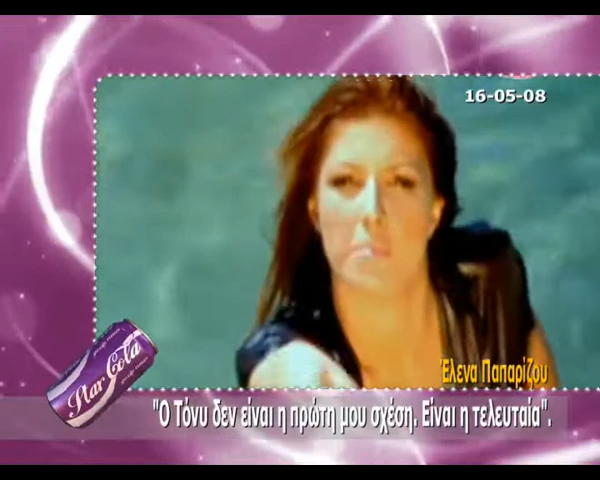 16-05-08
Έλενα Παπαρίζου
Star Cola
"Ο Τόνυ δεν είναι η πρώτη μου σχέση. Είναι η τελευταία".